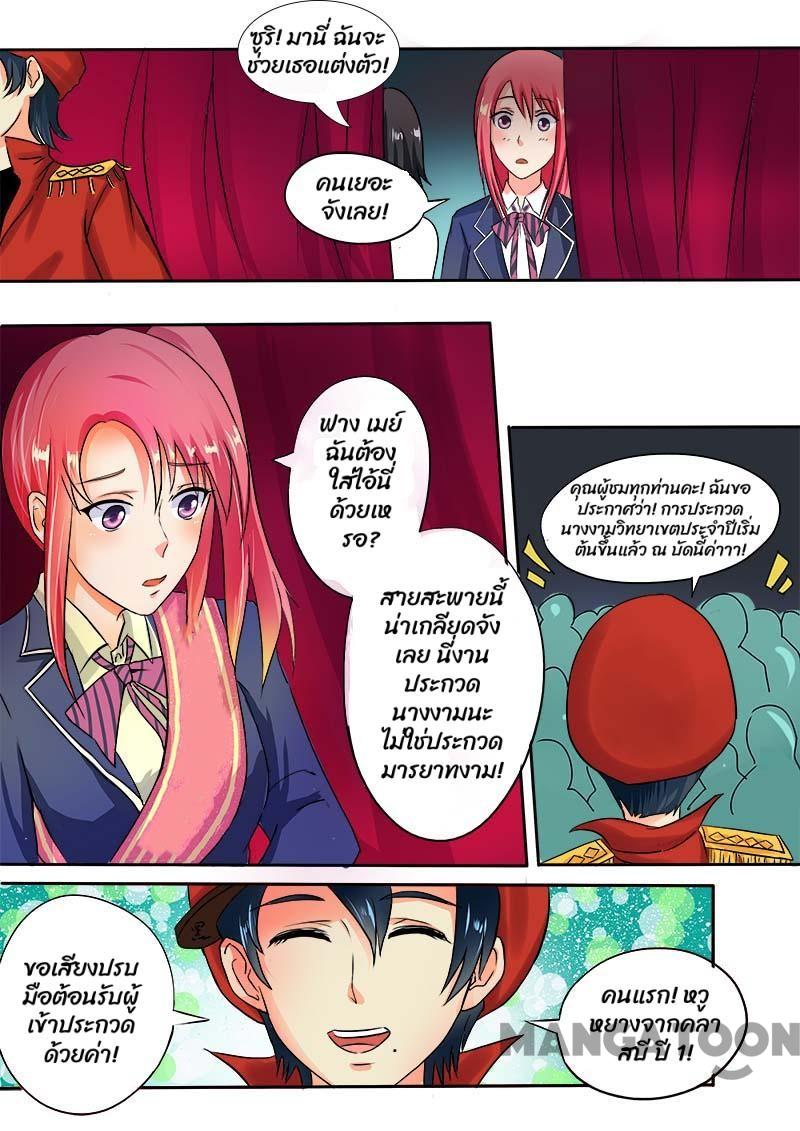 ซูริ! มานี่ ฉันจะ
ช่วยเธอแต่งตัว!
คนเยอะ
จังเลย!
ฟาง เมย์
ฉันต้อง
ใส่ไอ้นี่
ด้วยเห
รอ?
สายสะพายนี้
น่าเกลียดจัง
เลย นี่งาน
ประกวด
นางงามนะ
ไม่ใช่ประกวด
มารยาทงาม!
คุณผู้ชมทุกท่านคะ! ฉันขอ
ประกาศว่า! การประกวด
นางงามวิทยาเขตประจำปีเริ่ม
ต้นขึ้นแล้ว ณ บัดนี้ค่าาา!
ขอเสียงปรบ
มือต้อนรับผู้
เข้าประกวด
ด้วยค่า!
คนแรก! หวู
หยางจากคลา
สบี ปี 1!
MANGATOON